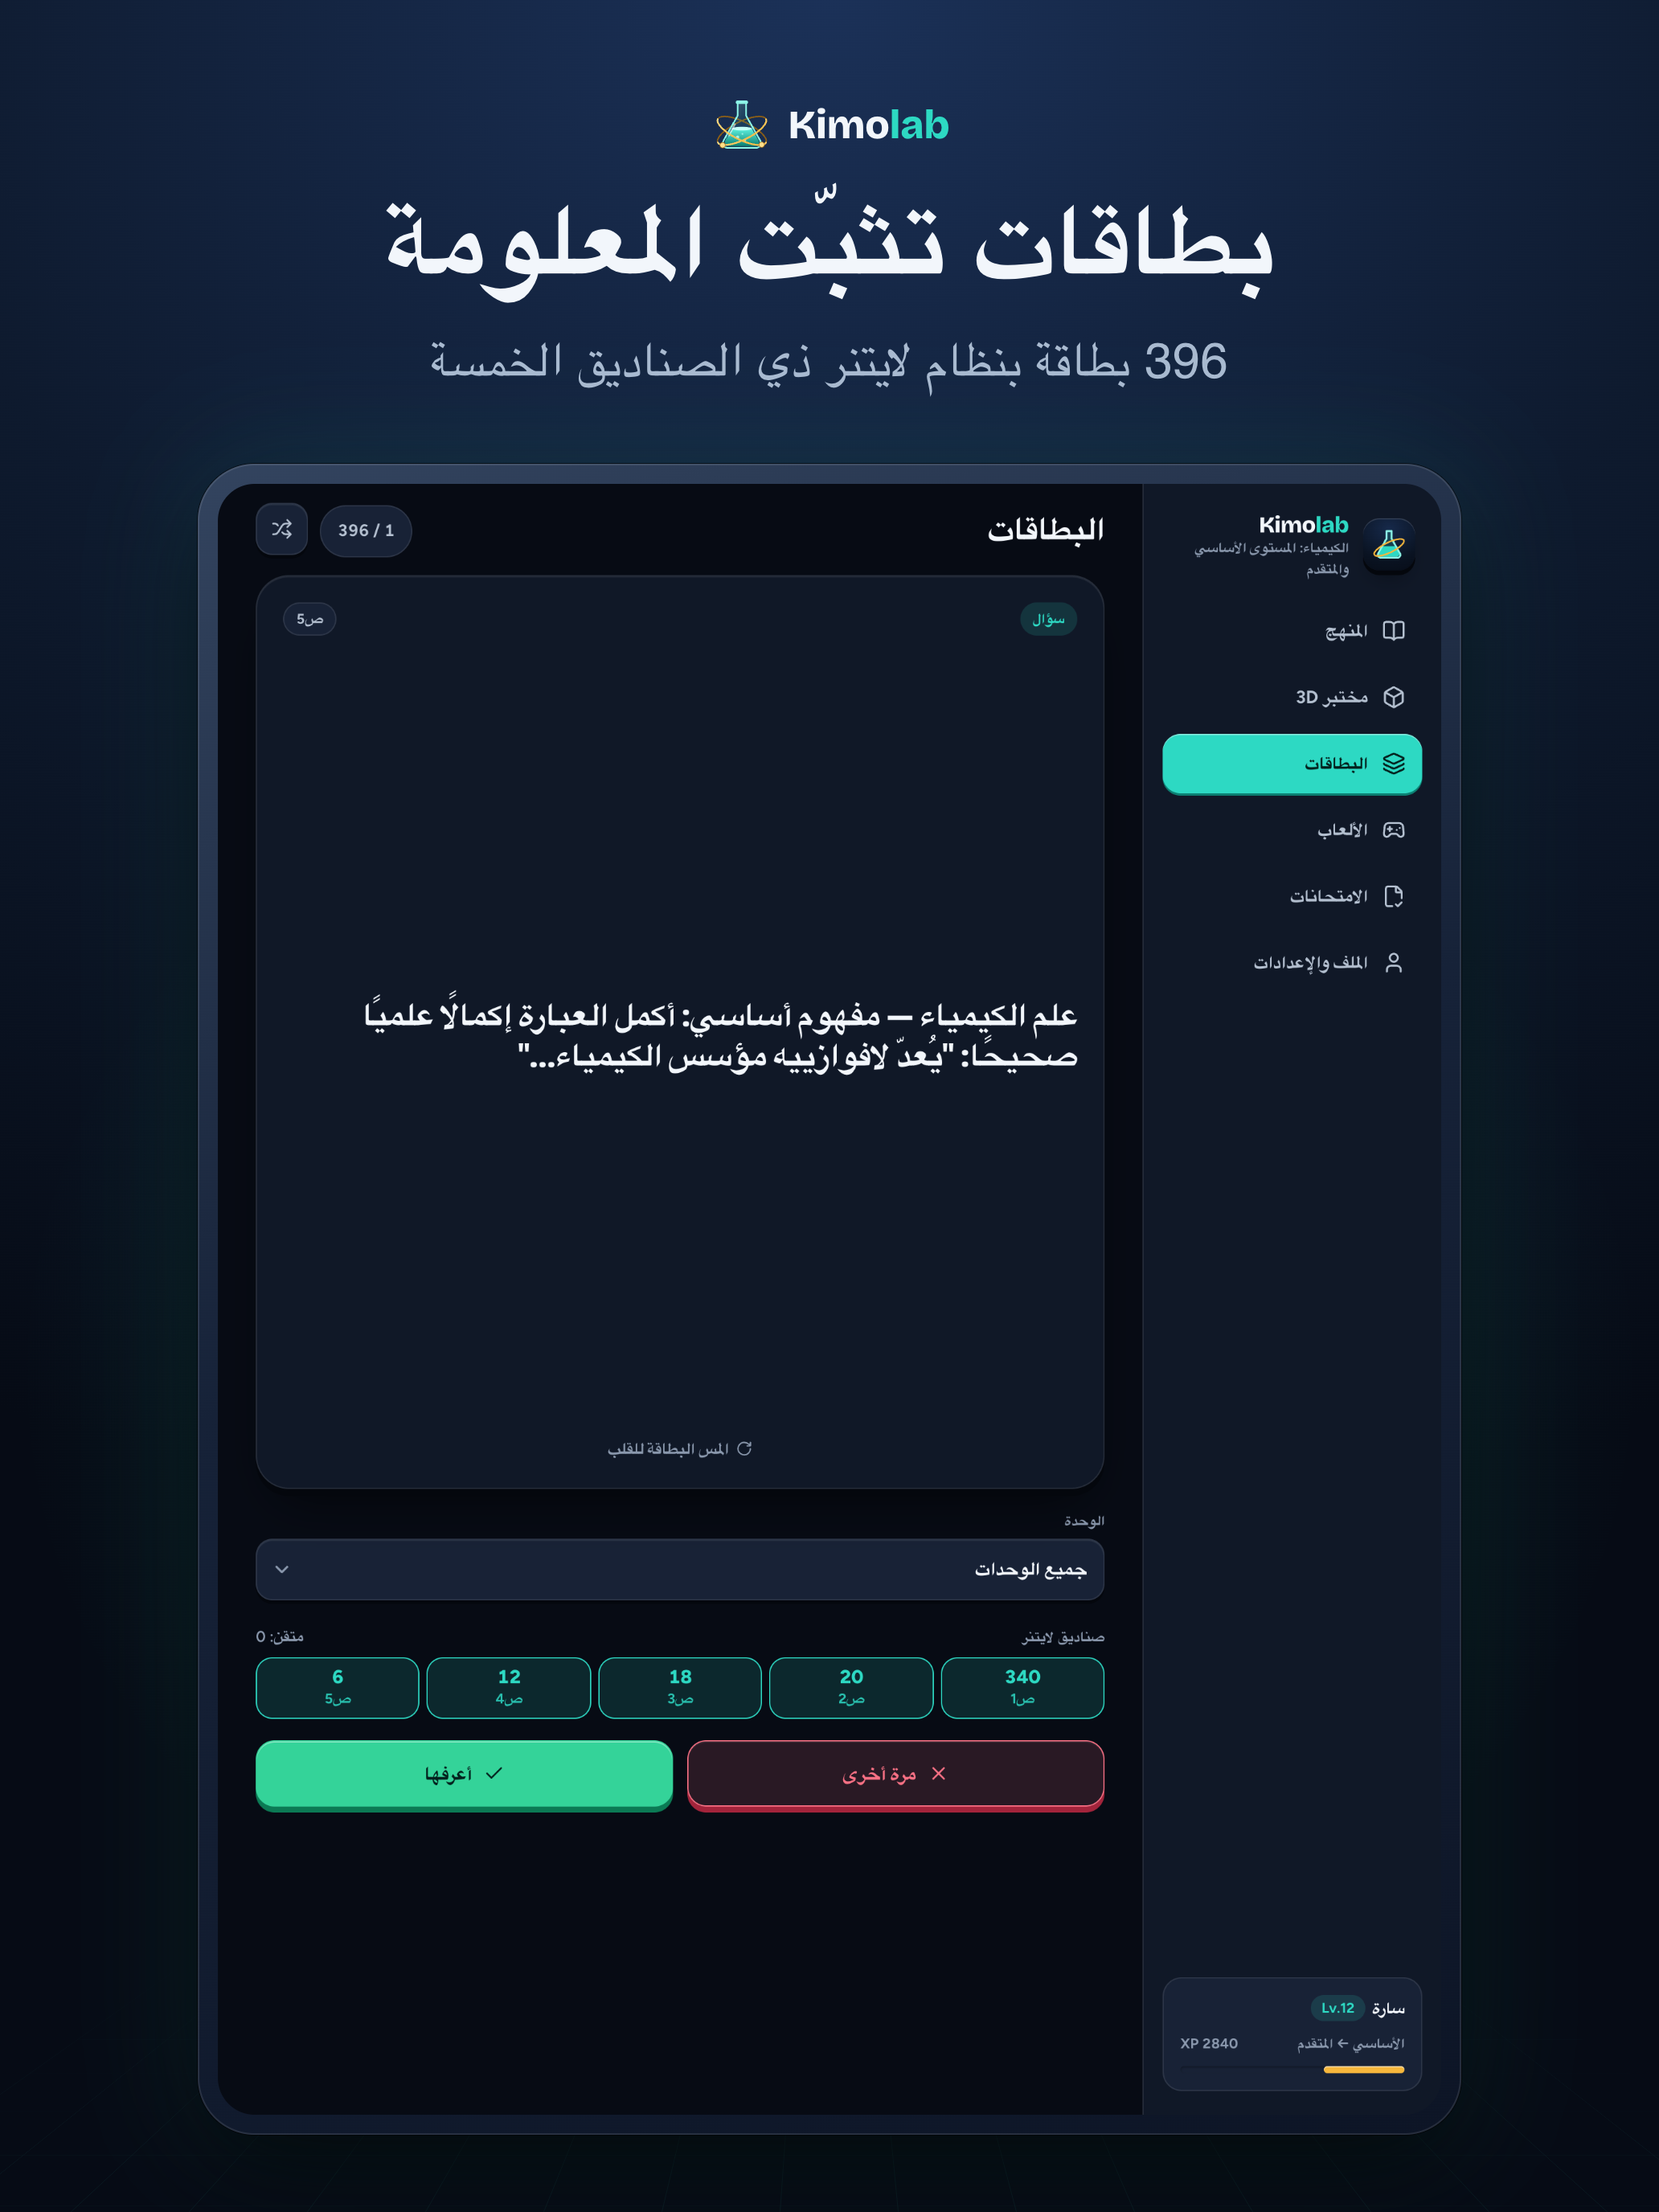 Kimolab
بطاقات تثبّت المعلومة
396 بطاقة بنظام لايتنر ذي الصناديق الخمسة
Kimolab
الكيمياء: المستوى الأساسي
والمتقدم
المنهج
مختبر 3D
البطاقات
الألعاب
الامتحانات
الملف والإعدادات
سارة
Lv.12
الأساسي ← المتقدم
XP 2840
البطاقات
396 / 1
سؤال
ص5
علم الكيمياء — مفهوم أساسي: أكمل العبارة إكمالًا علميًا
صحيحًا: "يُعدّ لافوازييه مؤسس الكيمياء..."
المس البطاقة للقلب
الوحدة
جميع الوحدات
صناديق لايتنر
متقن: 0
340
ص1
20
ص2
18
ص3
12
ص4
6
ص5
مرة أخرى
أعرفها